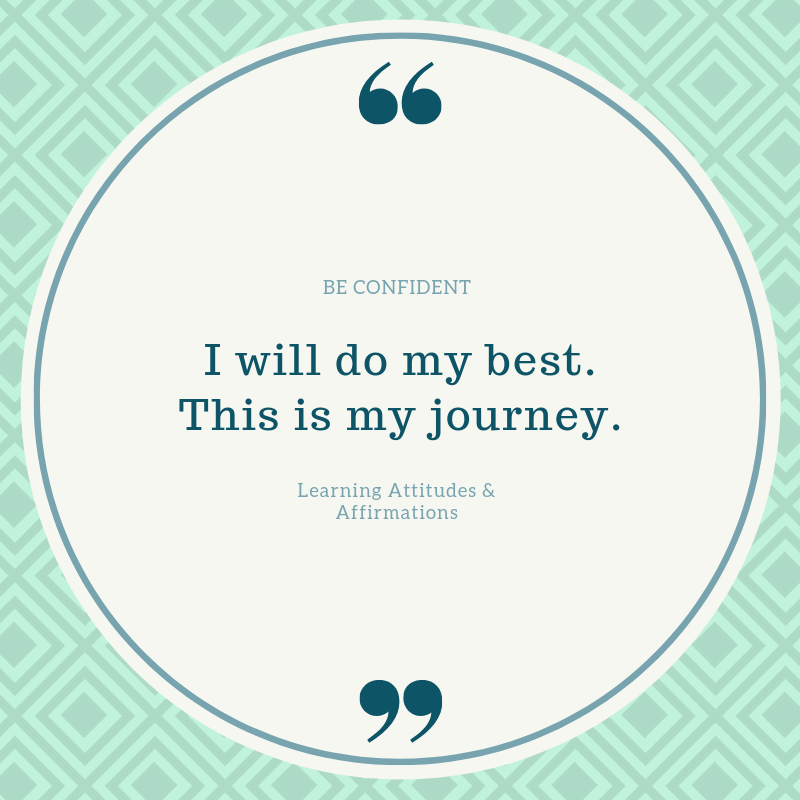 “
BE CONFIDENT
I will do my best.
This is my journey.
Learning Attitudes &
Affirmations
”